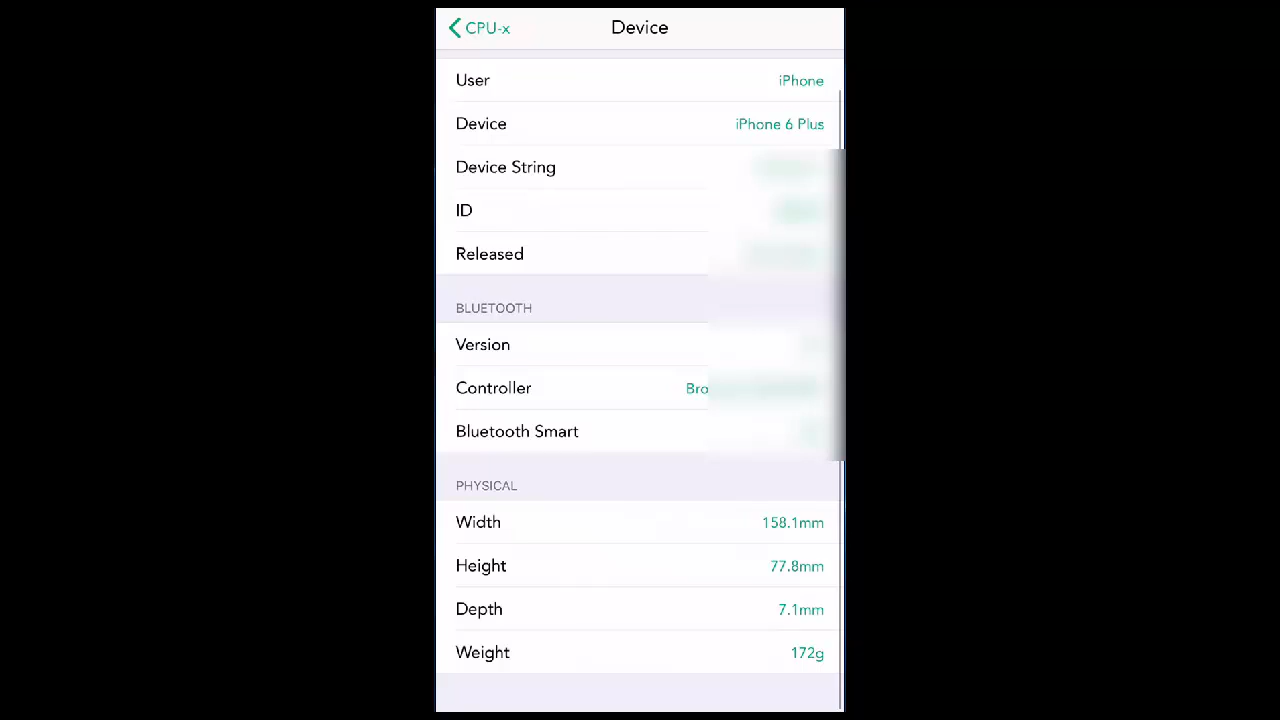 CPU-x
Device
User iPhone
Device iPhone 6 Plus
Device String
ID
Released
BLUETOOTH
Version
Controller Bro
Bluetooth Smart
PHYSICAL
Width 158.1mm
Height 77.8mm
Depth 7.1mm
Weight 172g